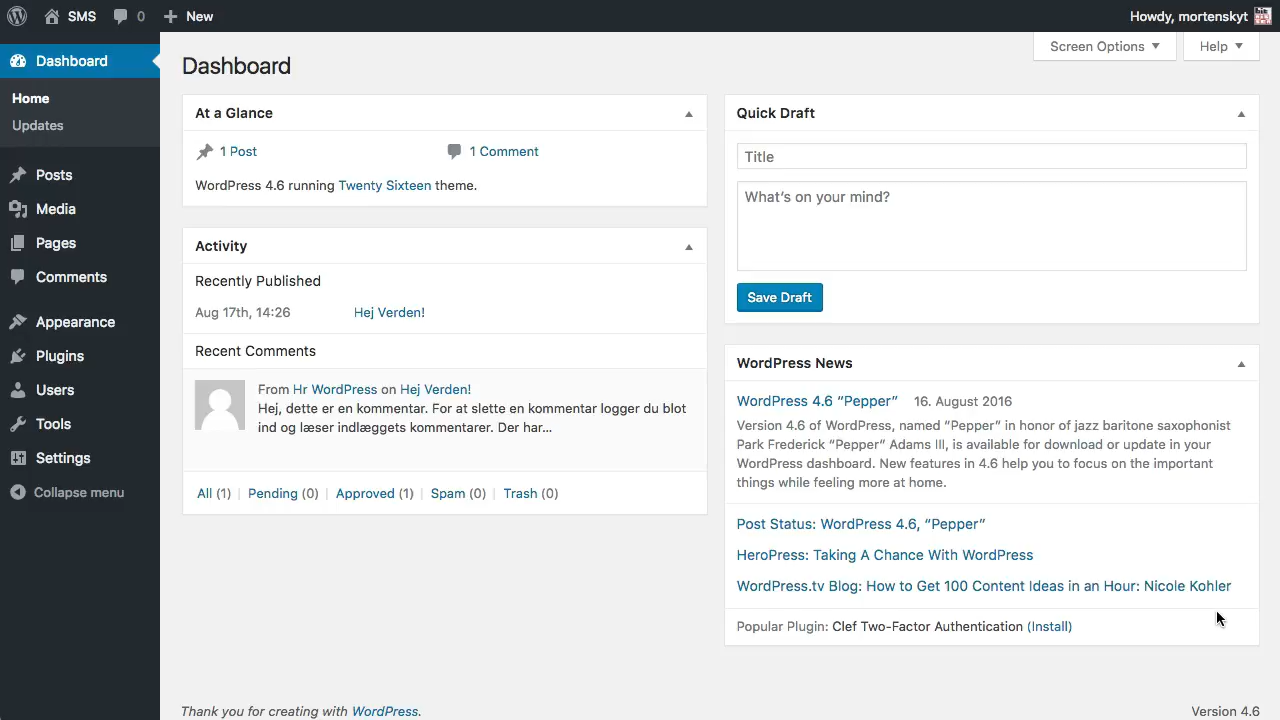 SMS 0 New Howdy, mortenskyt
Dashboard
Home
Updates
Posts
Media
Pages
Comments
Appearance
Plugins
Users
Tools
Settings
Collapse menu
Screen Options Help
Dashboard
At a Glance
1 Post 1 Comment
WordPress 4.6 running Twenty Sixteen theme.
Activity
Recently Published
Aug 17th, 14:26 Hej Verden!
Recent Comments
From Hr WordPress on Hej Verden!
Hej, dette er en kommentar. For at slette en kommentar logger du blot
ind og læser indlæggets kommentarer. Der har...
All (1) | Pending (0) | Approved (1) | Spam (0) | Trash (0)
Quick Draft
Title
What's on your mind?
Save Draft
WordPress News
WordPress 4.6 “Pepper” 16. August 2016
Version 4.6 of WordPress, named “Pepper” in honor of jazz baritone saxophonist
Park Frederick “Pepper” Adams III, is available for download or update in your
WordPress dashboard. New features in 4.6 help you to focus on the important
things while feeling more at home.
Post Status: WordPress 4.6, “Pepper”
HeroPress: Taking A Chance With WordPress
WordPress.tv Blog: How to Get 100 Content Ideas in an Hour: Nicole Kohler
Popular Plugin: Clef Two-Factor Authentication (Install)
Thank you for creating with WordPress. Version 4.6